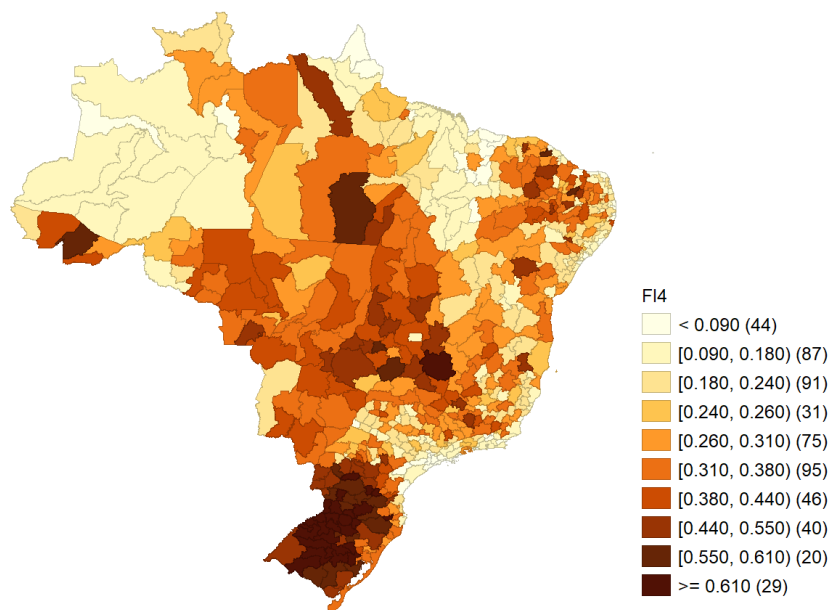 FI4
< 0.090 (44)
[0.090, 0.180) (87)
[0.180, 0.240) (91)
[0.240, 0.260) (31)
[0.260, 0.310) (75)
[0.310, 0.380) (95)
[0.380, 0.440) (46)
[0.440, 0.550) (40)
[0.550, 0.610) (20)
>= 0.610 (29)